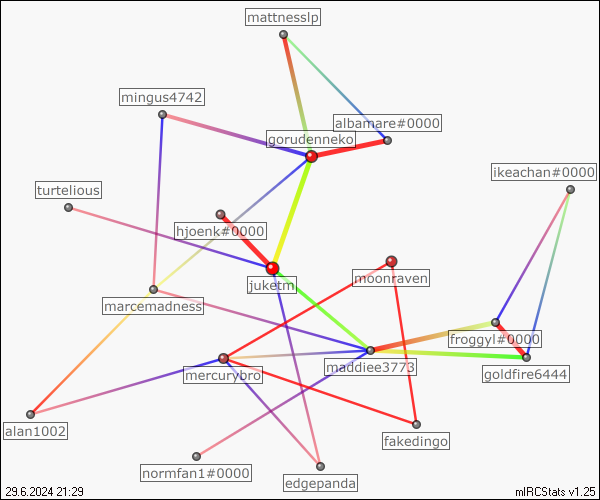 mattnesslp
mingus4742
albamare#0000
gorudenneko
ikeachan#0000
turtelious
hjoenk#0000
moonraven
juketm
marcemadness
froggyl#0000
maddiee3773
mercurybro
goldfire6444
alan1002
fakedingo
normfan1#0000
edgepanda
29.6.2024 21:29
mIRCStats v1.25